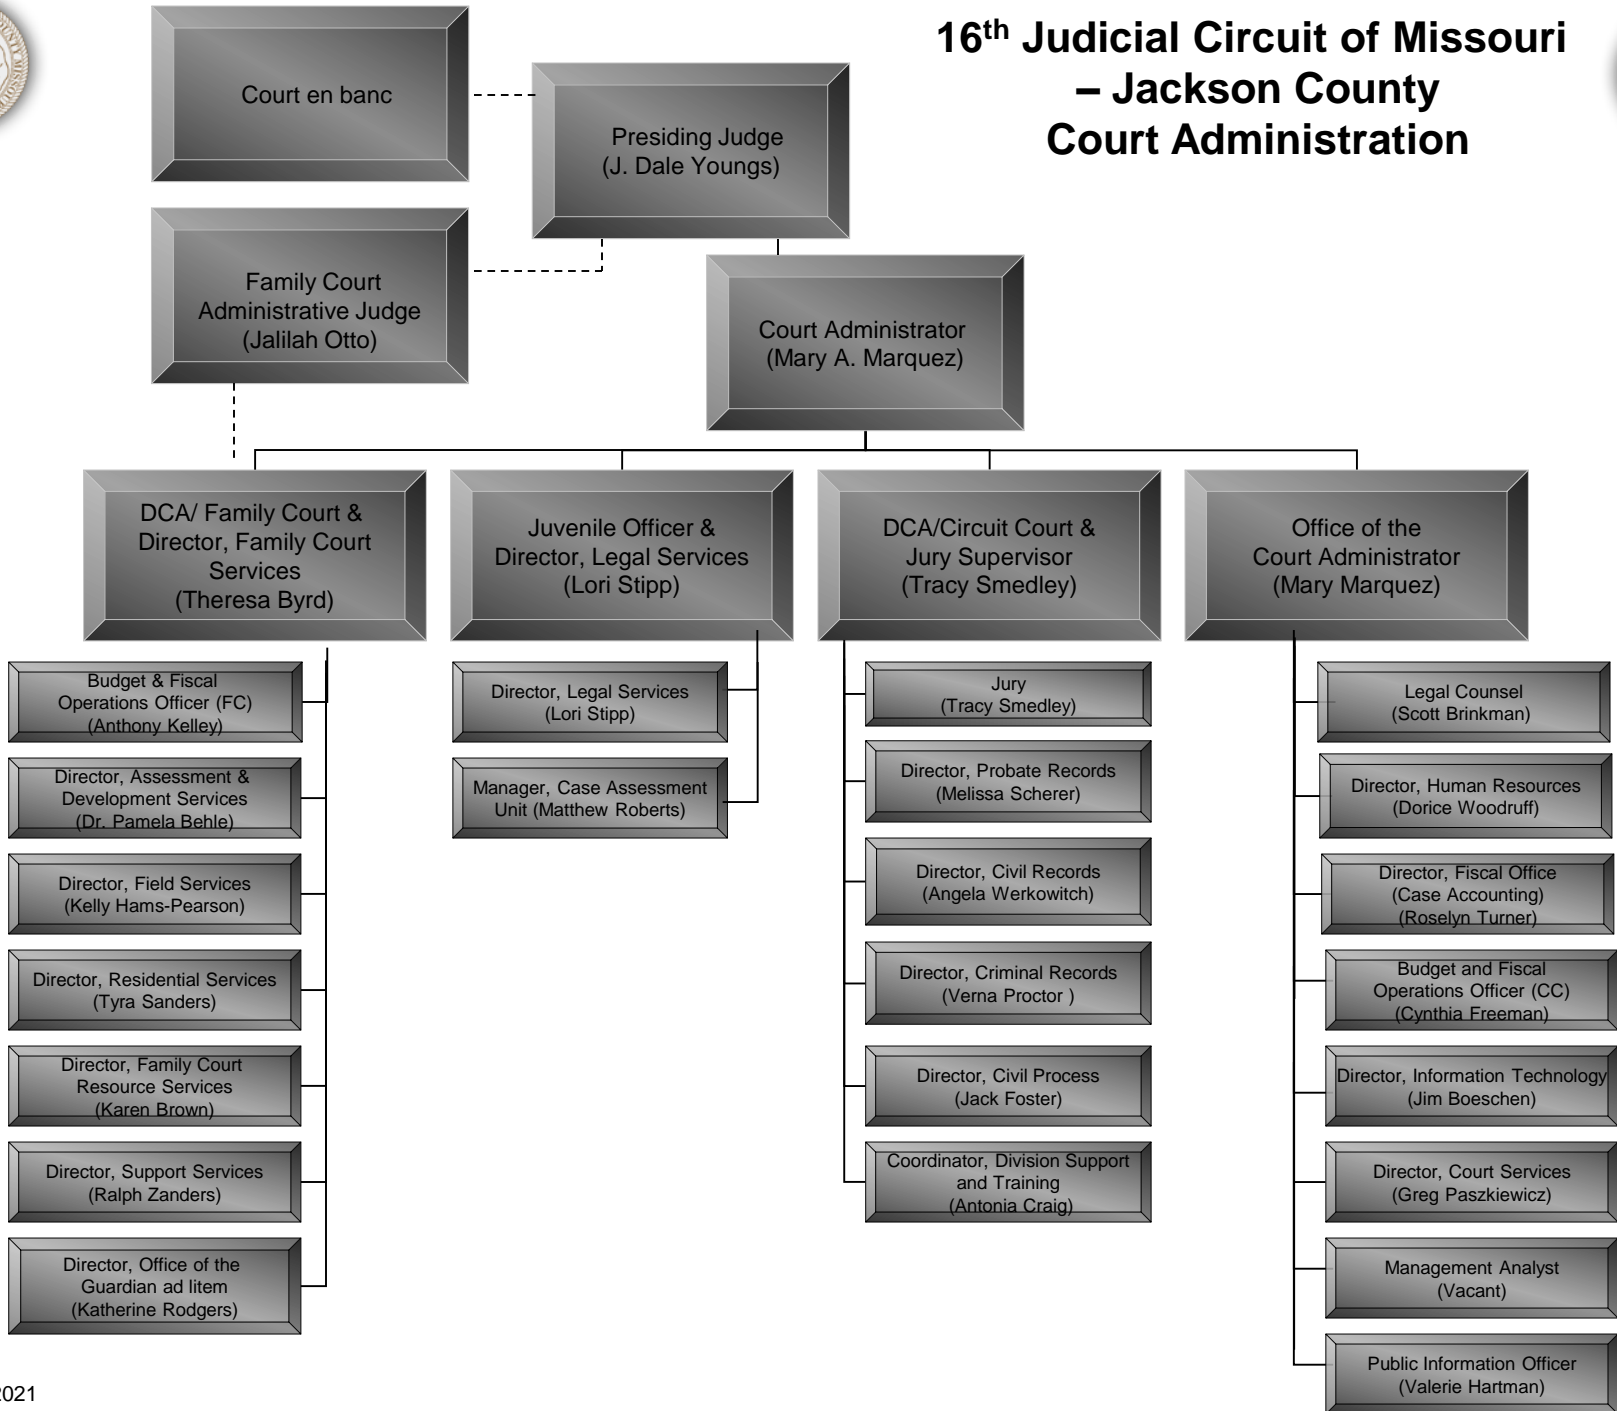 16th Judicial Circuit of Missouri
– Jackson County
Court Administration
Court en banc
Presiding Judge
(J. Dale Youngs)
Family Court
Administrative Judge
(Jalilah Otto)
Court Administrator
(Mary A. Marquez)
DCA/ Family Court &
Director, Family Court
Services
(Theresa Byrd)
Juvenile Officer &
Director, Legal Services
(Lori Stipp)
DCA/Circuit Court &
Jury Supervisor
(Tracy Smedley)
Office of the
Court Administrator
(Mary Marquez)
Budget & Fiscal
Operations Officer (FC)
(Anthony Kelley)
Director, Assessment &
Development Services
(Dr. Pamela Behle)
Director, Field Services
(Kelly Hams-Pearson)
Director, Residential Services
(Tyra Sanders)
Director, Family Court
Resource Services
(Karen Brown)
Director, Support Services
(Ralph Zanders)
Director, Office of the
Guardian ad litem
(Katherine Rodgers)
Director, Legal Services
(Lori Stipp)
Manager, Case Assessment
Unit (Matthew Roberts)
Jury
(Tracy Smedley)
Director, Probate Records
(Melissa Scherer)
Director, Civil Records
(Angela Werkowitch)
Director, Criminal Records
(Verna Proctor )
Director, Civil Process
(Jack Foster)
Coordinator, Division Support
and Training
(Antonia Craig)
Legal Counsel
(Scott Brinkman)
Director, Human Resources
(Dorice Woodruff)
Director, Fiscal Office
(Case Accounting)
(Roselyn Turner)
Budget and Fiscal
Operations Officer (CC)
(Cynthia Freeman)
Director, Information Technology
(Jim Boeschen)
Director, Court Services
(Greg Paszkiewicz)
Management Analyst
(Vacant)
Public Information Officer
(Valerie Hartman)